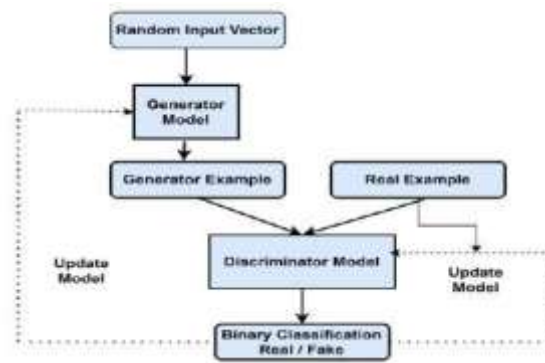 Random Input Vector
Generator
Model
Generator Example
Real Example
Discriminator Model
Update
Model
Update
Model
Binary Classification
Real / Fake